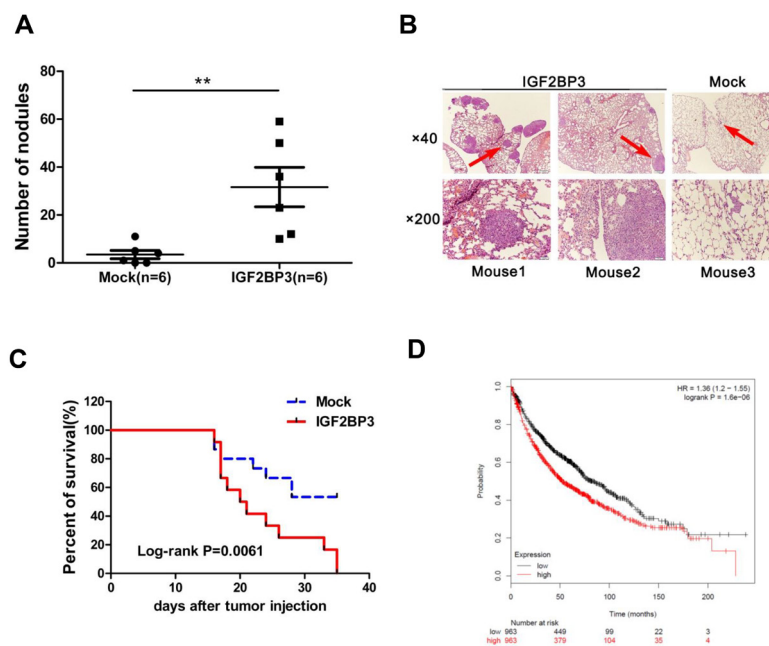 A
Number of nodules
80
60
40
20
0
**
Mock(n=6)
IGF2BP3(n=6)
B
IGF2BP3
Mock
×40
×200
Mouse1
Mouse2
Mouse3
C
Percent of survival(%)
120
100
80
60
40
20
0
Mock
IGF2BP3
Log-rank P=0.0061
0
10
20
30
40
days after tumor injection
D
HR = 1.36 (1.2 − 1.55)
logrank P = 1.6e−06
Probability
1.0
0.8
0.6
0.4
0.2
0.0
Expression
low
high
0
50
100
150
200
Time (months)
Number at risk
low 963 449 99 22 3
high 963 379 104 35 4